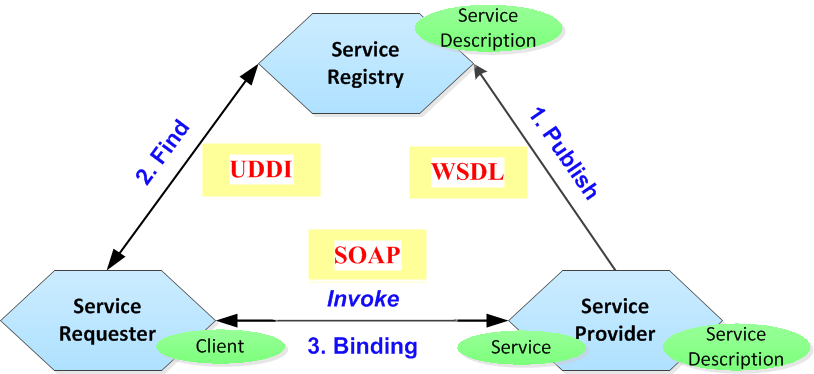 Service
Description
Service
Registry
1. Publish
2. Find
UDDI
WSDL
SOAP
Invoke
Service
Requester
Client
3. Binding
Service
Provider
Service
Service
Description